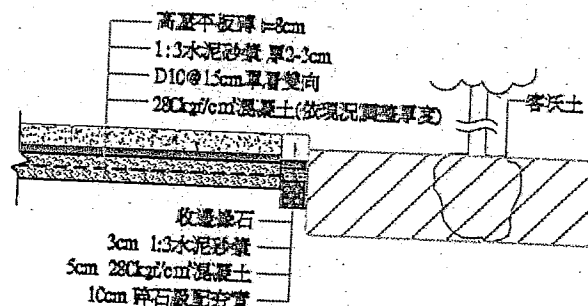 高壓平板磚 t=8cm
1:3水泥砂漿 厚2-3cm
D10@15cm單層雙向
280kgf/cm²混凝土(依現況調整厚度)
客沃土
收邊緣石
3cm 1:3水泥砂漿
5cm 280kgf/cm²混凝土
10cm 碎石級配夯實